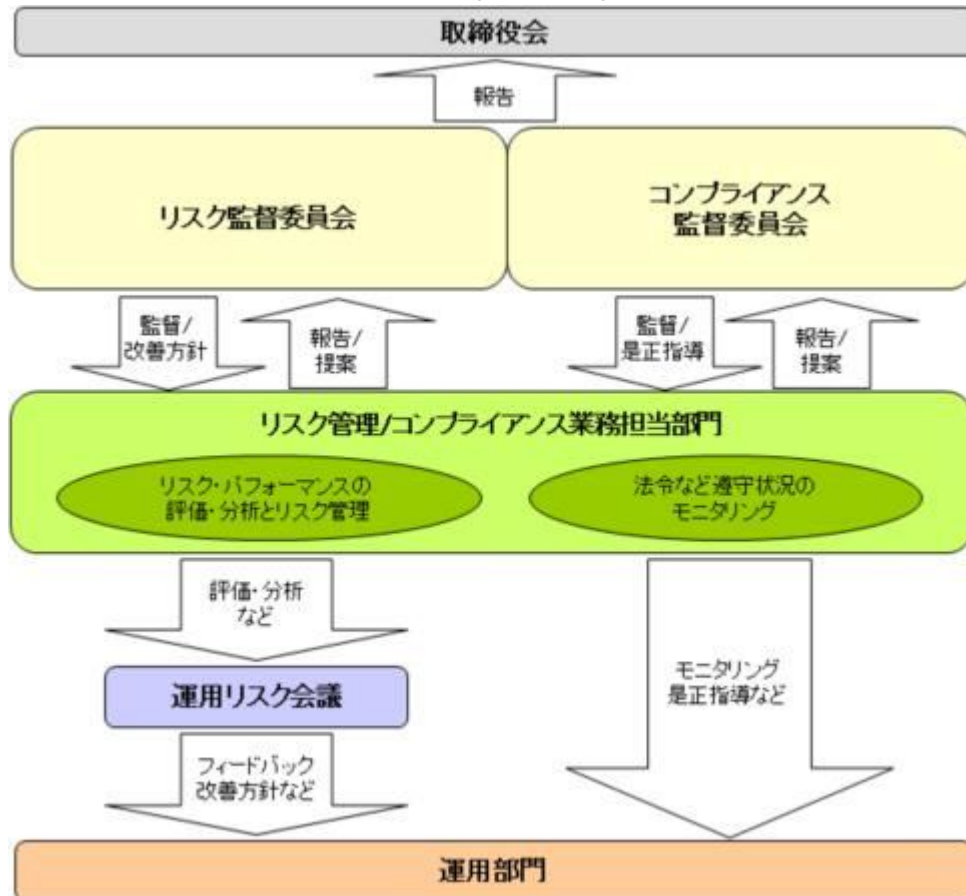 取締役会
報告
リスク監督委員会
コンプライアンス
監督委員会
監督/
改善方針
報告/
提案
監督/
是正指導
報告/
提案
リスク管理/コンプライアンス業務担当部門
リスク・パフォーマンスの
評価・分析とリスク管理
法令など遵守状況の
モニタリング
評価・分析
など
運用リスク会議
モニタリング
是正指導など
フィードバック
改善方針など
運用部門